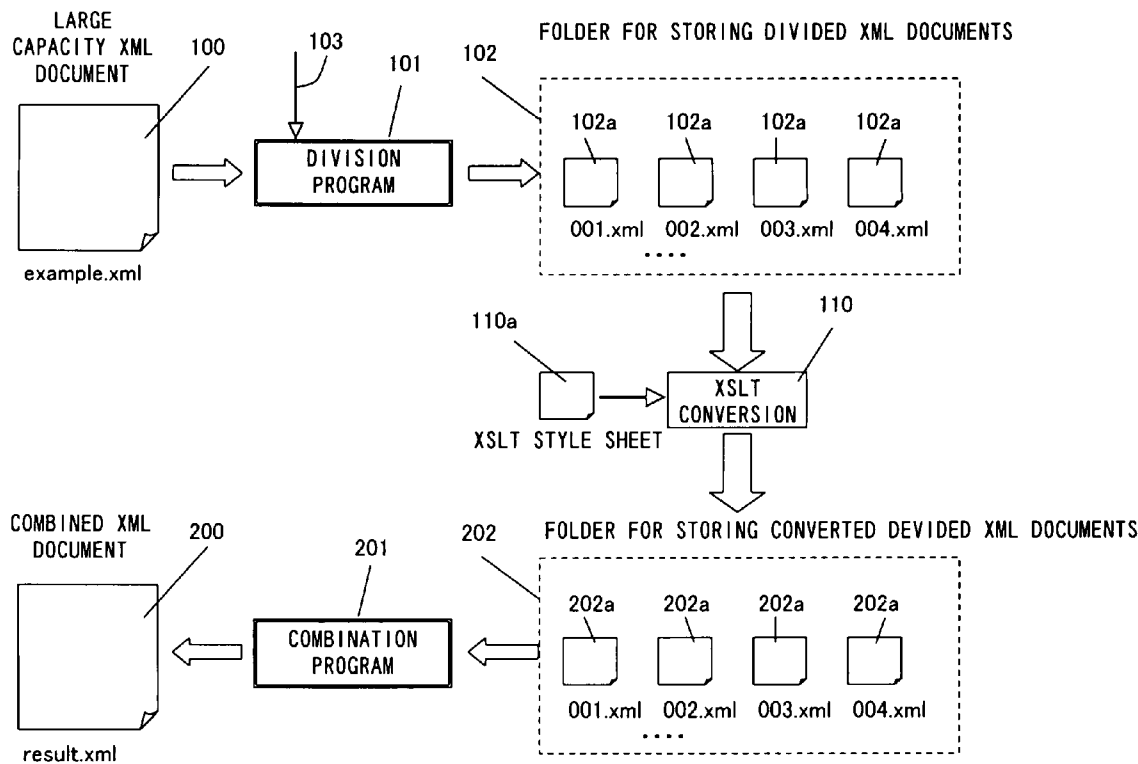 LARGE
CAPACITY XML
DOCUMENT
100
103
101
DIVISION
PROGRAM
example.xml
FOLDER FOR STORING DIVIDED XML DOCUMENTS
102
102a 102a 102a 102a
001.xml 002.xml 003.xml 004.xml
....
110a
110
XSLT
CONVERSION
XSLT STYLE SHEET
FOLDER FOR STORING CONVERTED DEVIDED XML DOCUMENTS
202
202a 202a 202a 202a
001.xml 002.xml 003.xml 004.xml
....
201
COMBINATION
PROGRAM
COMBINED XML
DOCUMENT
200
result.xml